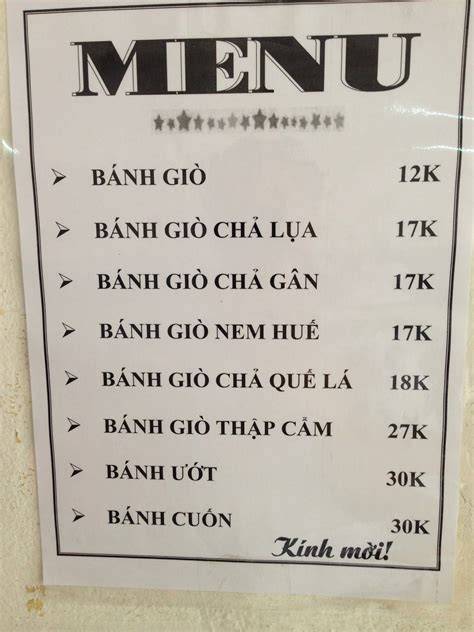 MENU
BÁNH GIÒ 12K
BÁNH GIÒ CHẢ LỤA 17K
BÁNH GIÒ CHẢ GÂN 17K
BÁNH GIÒ NEM HUẾ 17K
BÁNH GIÒ CHẢ QUẾ LÁ 18K
BÁNH GIÒ THẬP CẨM 27K
BÁNH ƯỚT 30K
BÁNH CUỐN 30K
Kính mời!